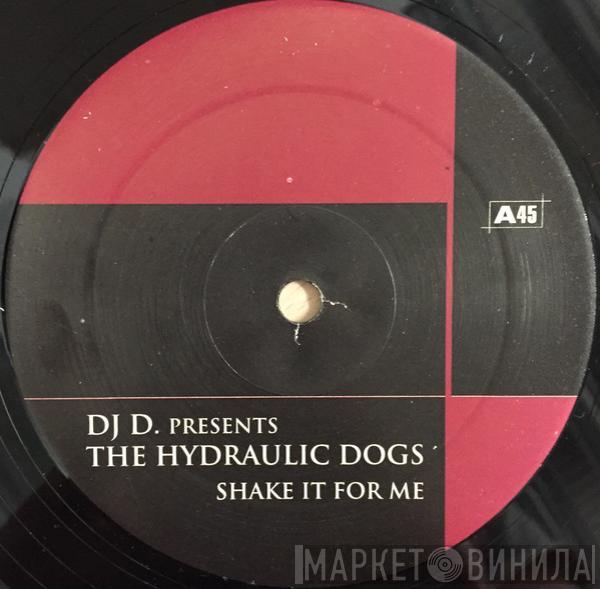 A45
DJ D. PRESENTS
THE HYDRAULIC DOGS´
SHAKE IT FOR ME
МАРКЕТ ВИНИЛА